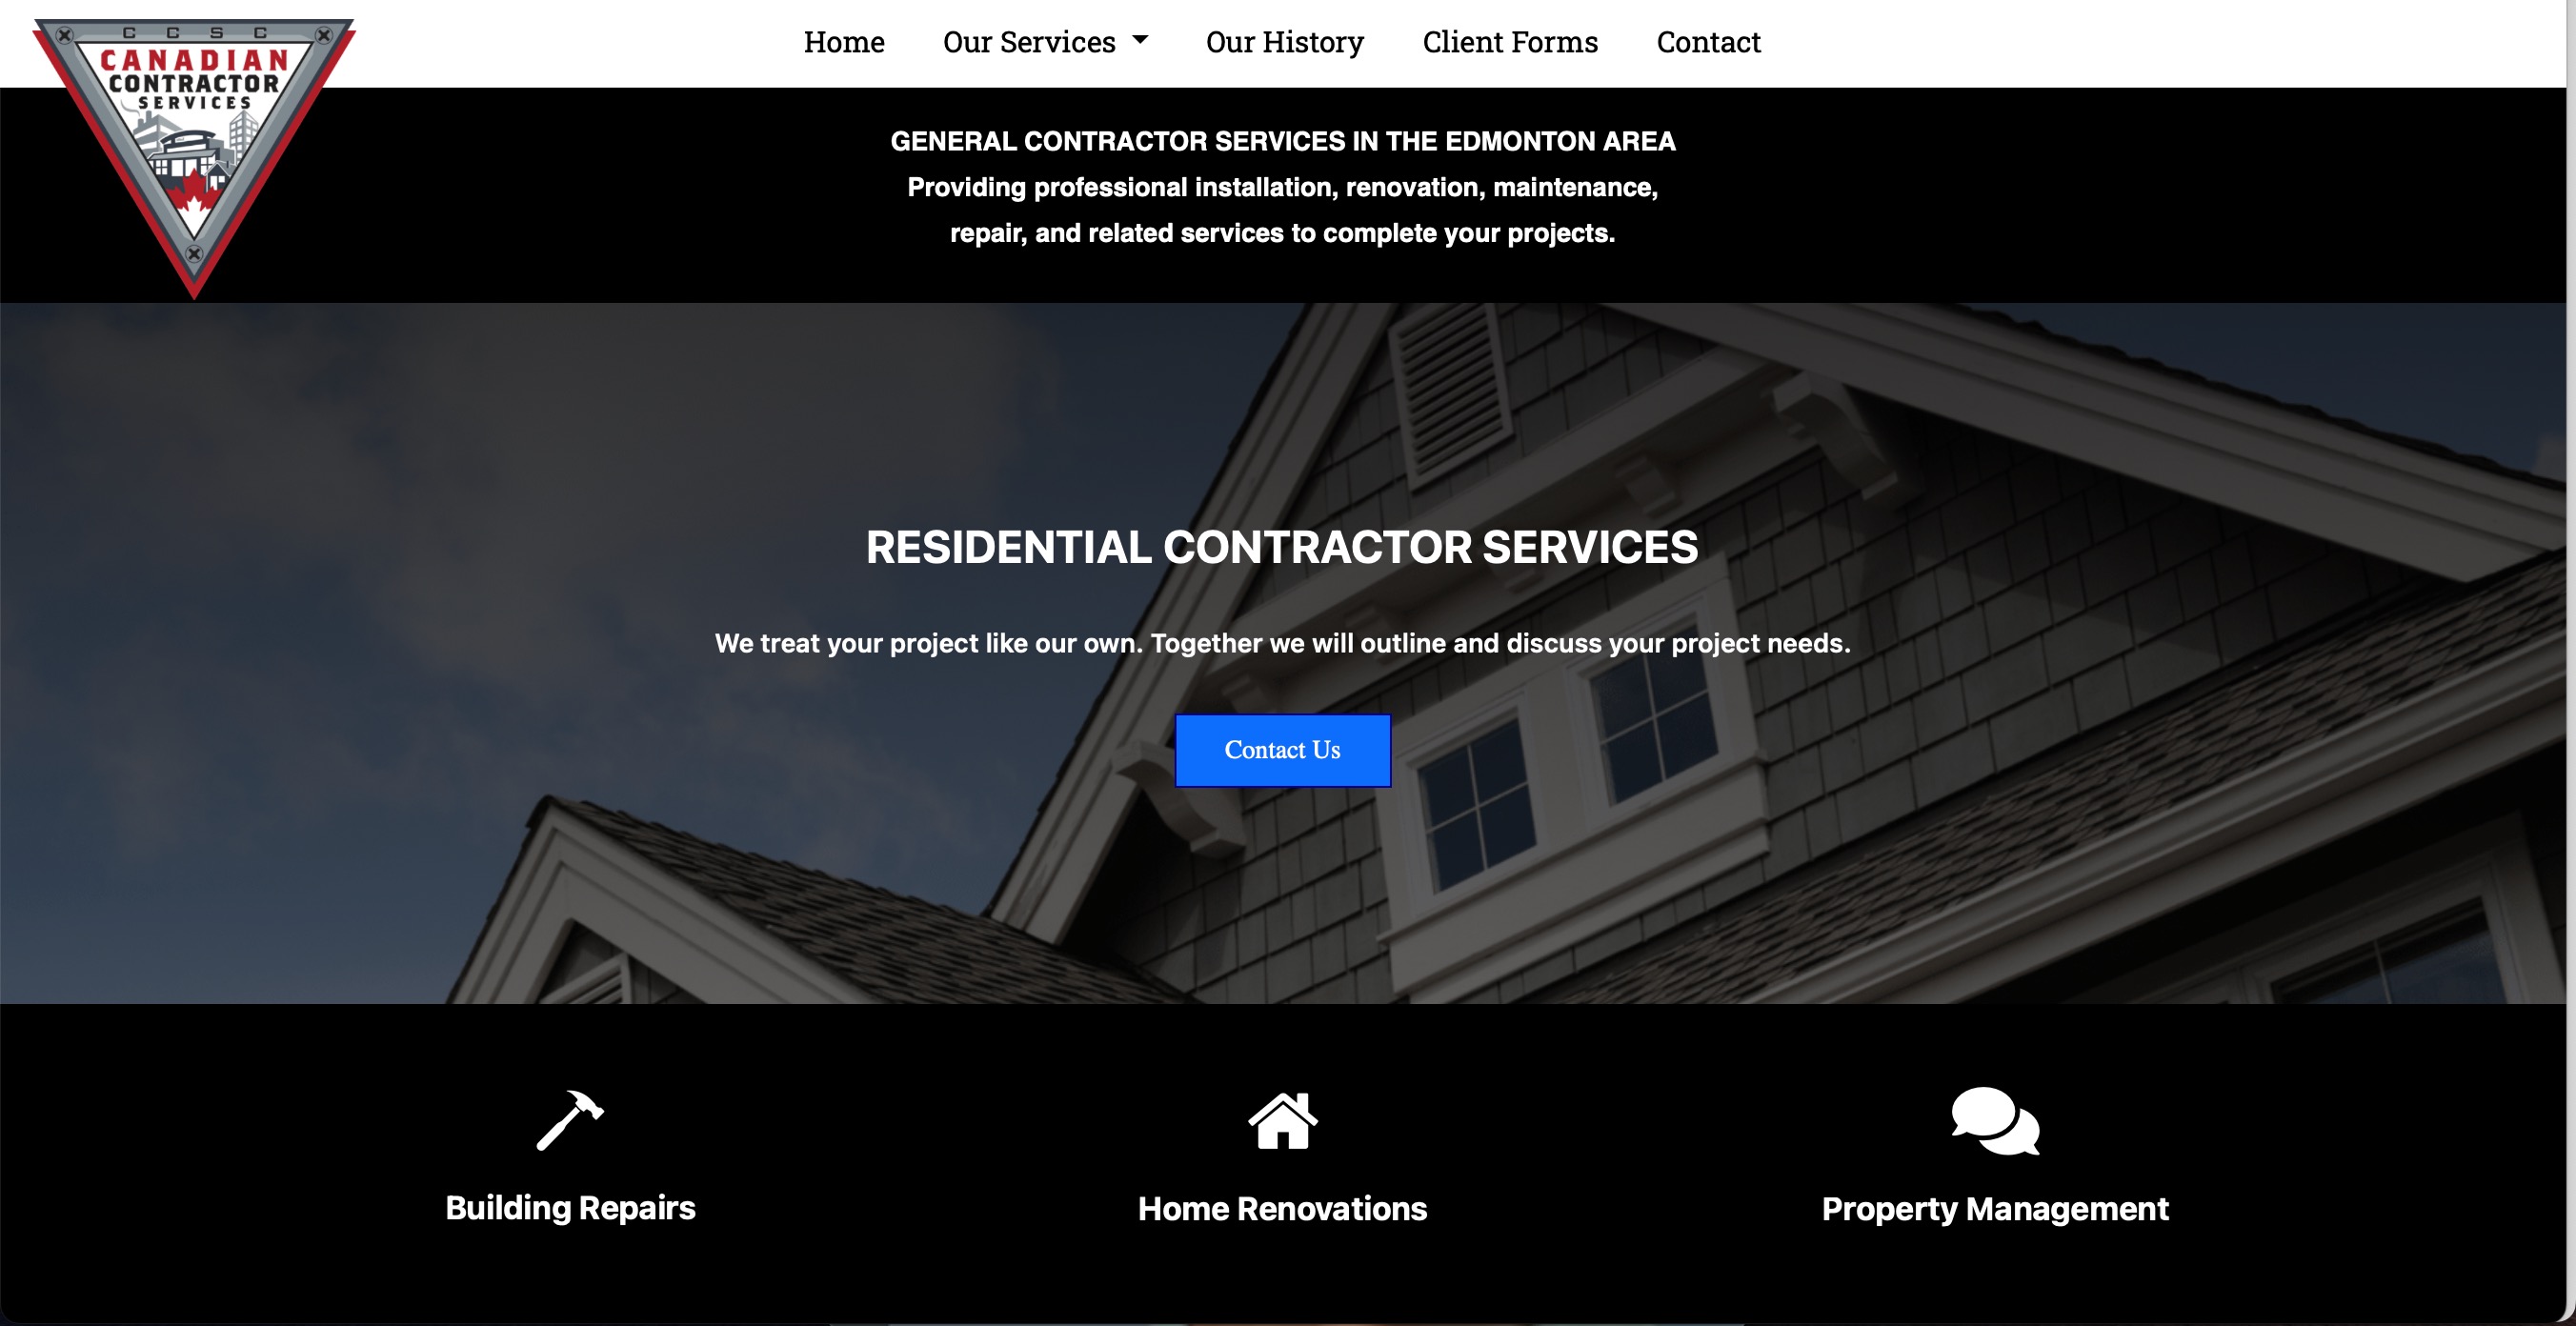 C C S C
CANADIAN
CONTRACTOR
SERVICES
Home Our Services Our History Client Forms Contact
GENERAL CONTRACTOR SERVICES IN THE EDMONTON AREA
Providing professional installation, renovation, maintenance,
repair, and related services to complete your projects.
RESIDENTIAL CONTRACTOR SERVICES
We treat your project like our own. Together we will outline and discuss your project needs.
Contact Us
Building Repairs Home Renovations Property Management